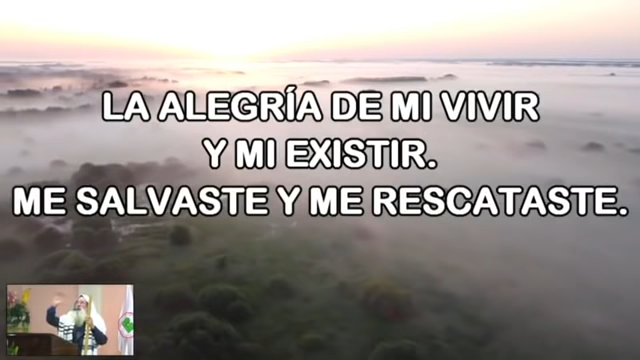 LA ALEGRÍA DE MI VIVIR
Y MI EXISTIR.
ME SALVASTE Y ME RESCATASTE.